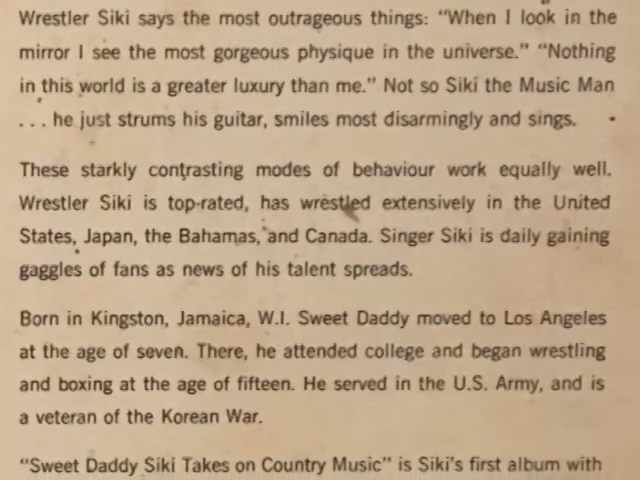 Wrestler Siki says the most outrageous things: “When I look in the
mirror I see the most gorgeous physique in the universe.” “Nothing
in this world is a greater luxury than me.” Not so Siki the Music Man
. . . he just strums his guitar, smiles most disarmingly and sings.
These starkly contrasting modes of behaviour work equally well.
Wrestler Siki is top-rated, has wrestled extensively in the United
States, Japan, the Bahamas, and Canada. Singer Siki is daily gaining
gaggles of fans as news of his talent spreads.
Born in Kingston, Jamaica, W.I. Sweet Daddy moved to Los Angeles
at the age of seven. There, he attended college and began wrestling
and boxing at the age of fifteen. He served in the U.S. Army, and is
a veteran of the Korean War.
“Sweet Daddy Siki Takes on Country Music” is Siki's first album with